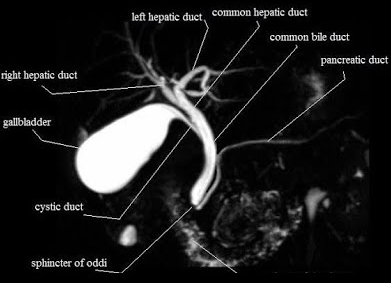 left hepatic duct
common hepatic duct
common bile duct
pancreatic duct
right hepatic duct
gallbladder
cystic duct
sphincter of oddi